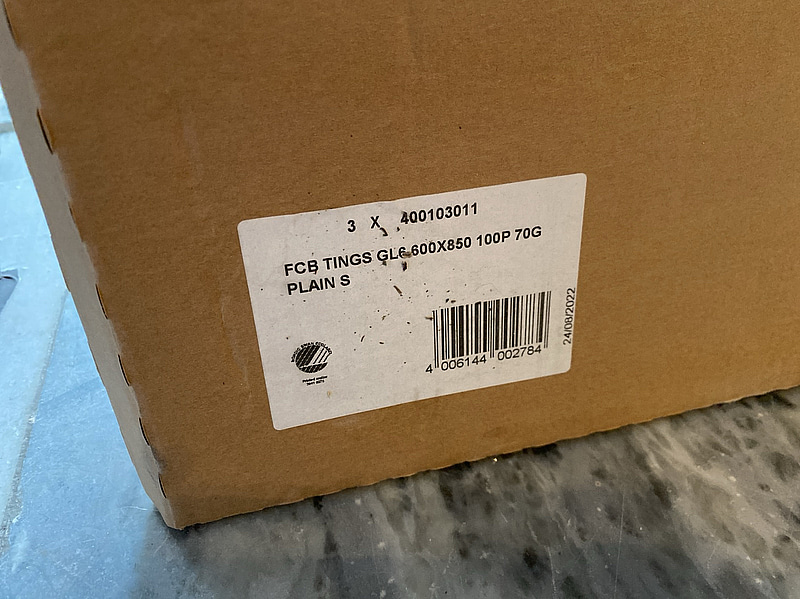 3 X 400103011
FCB TINGS GL6 600X850 100P 70G
PLAIN S
4 006144 002784
24/08/2022